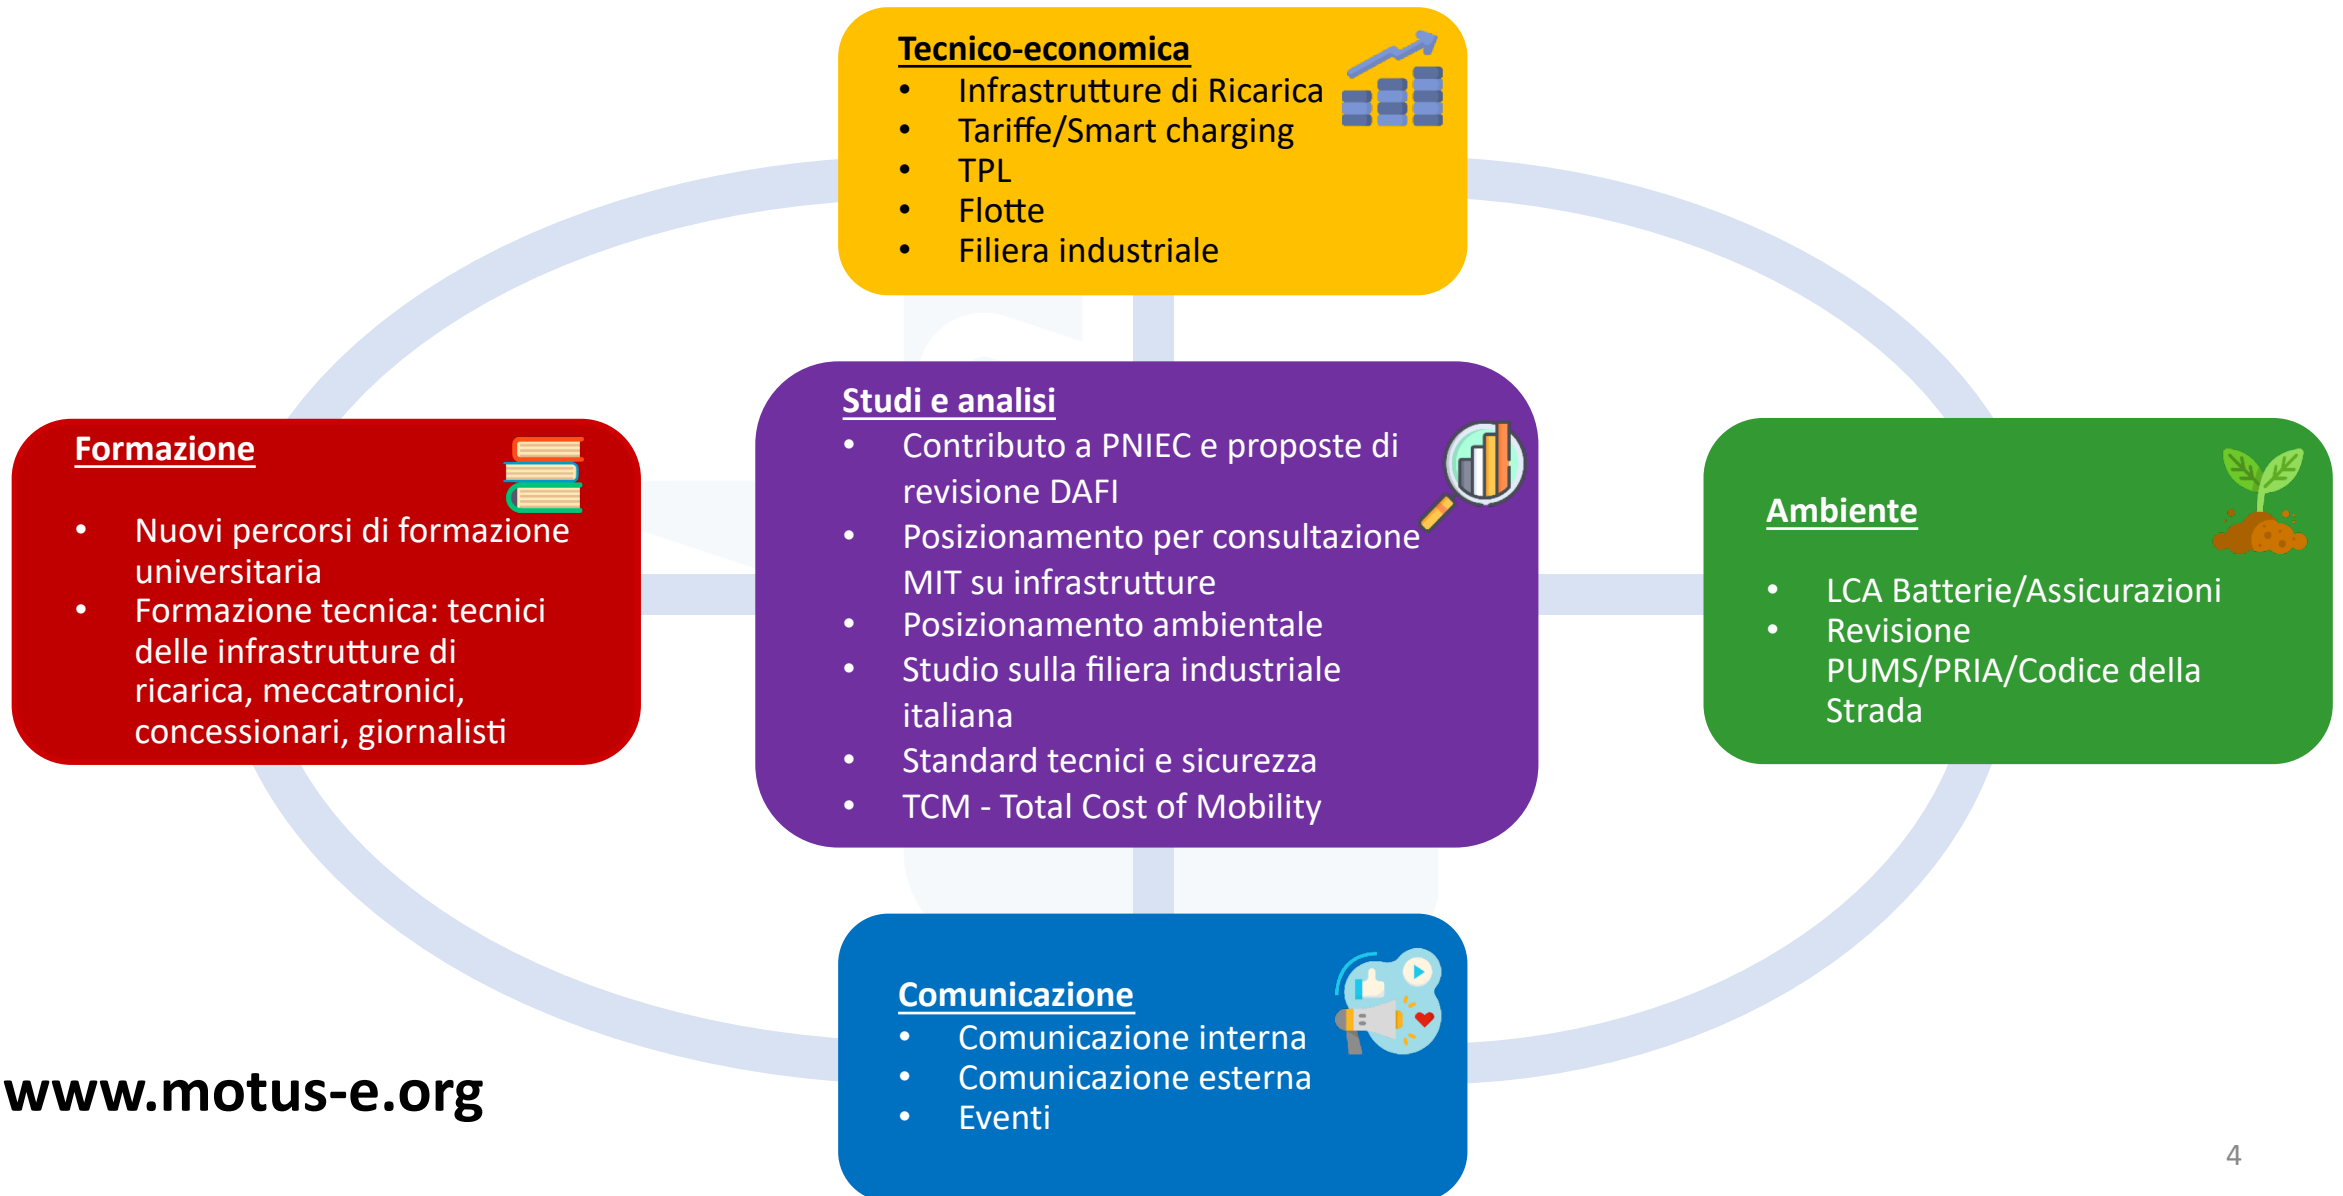 Tecnico-economica
• Infrastrutture di Ricarica
• Tariffe/Smart charging
• TPL
• Flotte
• Filiera industriale
Formazione
• Nuovi percorsi di formazione
universitaria
• Formazione tecnica: tecnici
delle infrastrutture di
ricarica, meccatronici,
concessionari, giornalisti
Studi e analisi
• Contributo a PNIEC e proposte di
revisione DAFI
• Posizionamento per consultazione
MIT su infrastrutture
• Posizionamento ambientale
• Studio sulla filiera industriale
italiana
• Standard tecnici e sicurezza
• TCM - Total Cost of Mobility
Ambiente
• LCA Batterie/Assicurazioni
• Revisione
PUMS/PRIA/Codice della
Strada
Comunicazione
• Comunicazione interna
• Comunicazione esterna
• Eventi
www.motus-e.org
4